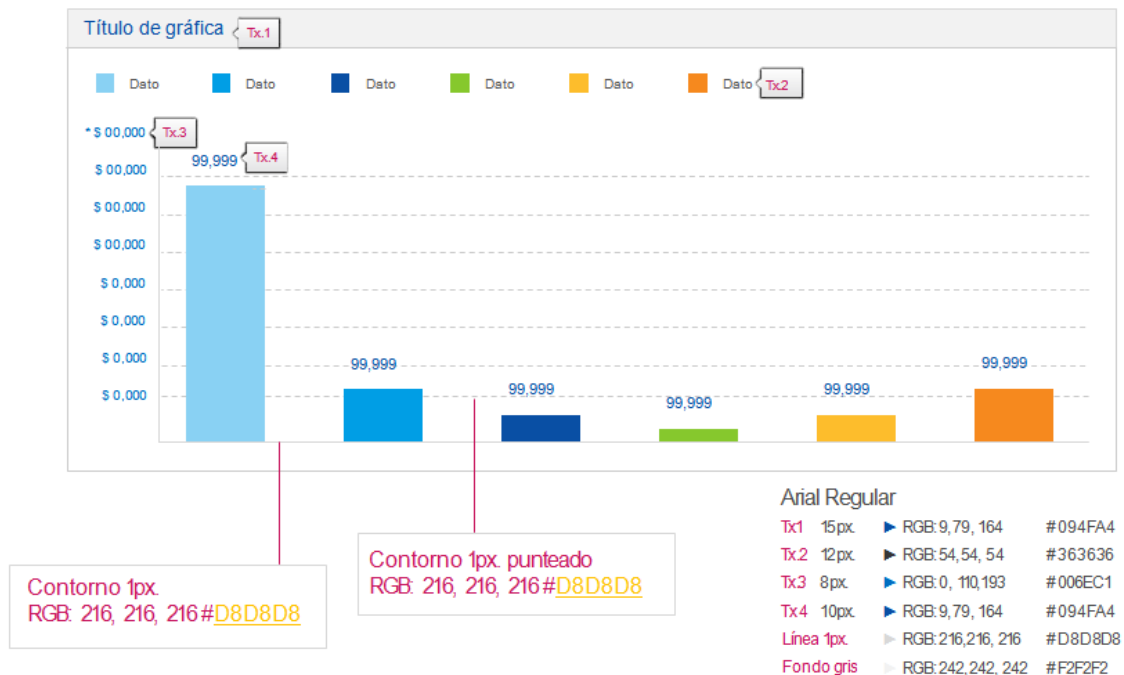 Título de gráfica Tx.1
Dato Dato Dato Dato Dato Dato Tx.2
* $ 00,000 Tx.3
99,999 Tx.4
$ 00,000
$ 00,000
$ 00,000
$ 0,000
$ 0,000
$ 0,000
$ 0,000
99,999
99,999
99,999
99,999
99,999
Contorno 1px.
RGB: 216, 216, 216 #D8D8D8
Contorno 1px. punteado
RGB: 216, 216, 216 #D8D8D8
Arial Regular
Tx1 15px. RGB: 9, 79, 164 #094FA4
Tx.2 12px. RGB: 54, 54, 54 #363636
Tx.3 8px. RGB: 0, 110,193 #006EC1
Tx.4 10px. RGB: 9,79, 164 #094FA4
Línea 1px. RGB: 216,216, 216 #D8D8D8
Fondo gris RGB: 242, 242, 242 #F2F2F2